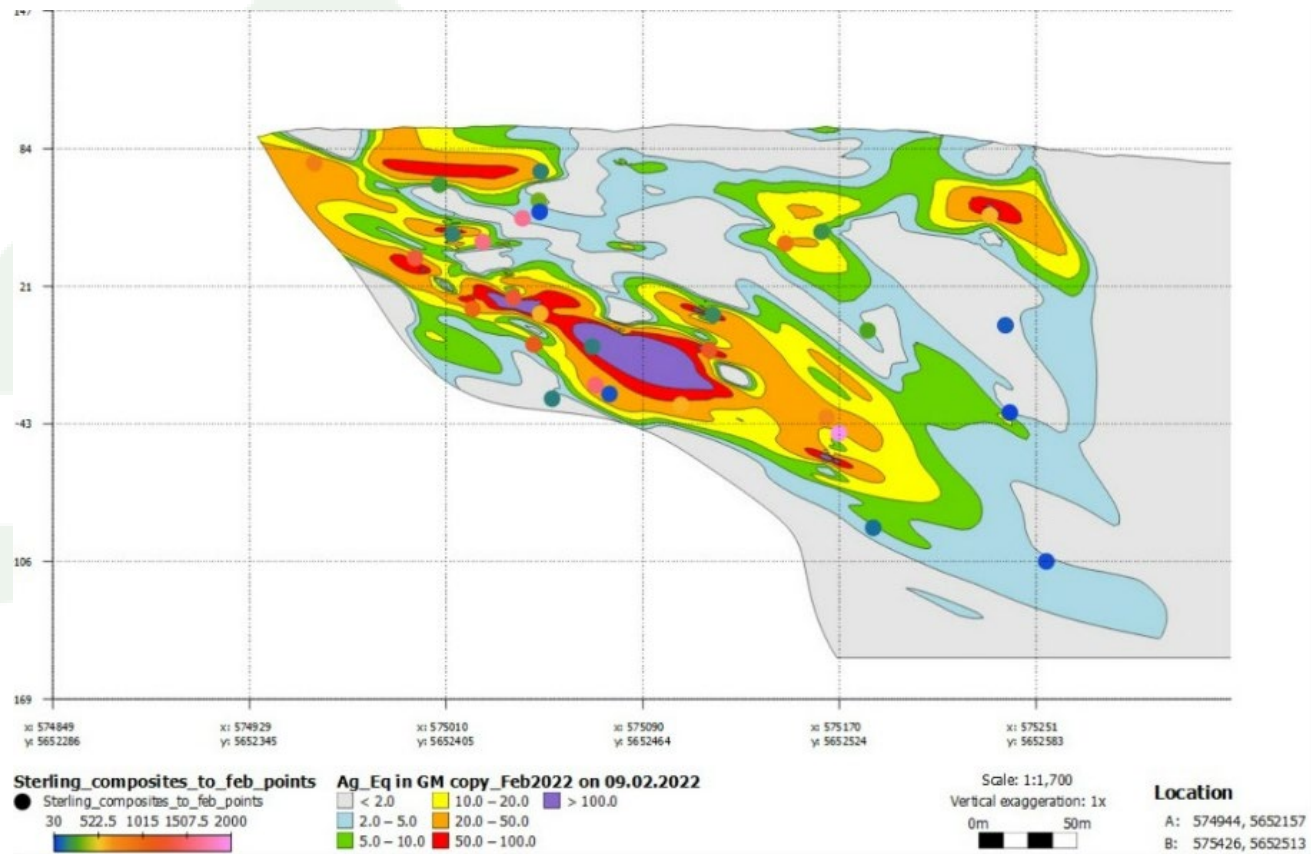 147
84
21
-43
106
169
x: 574849 x: 574929 x: 575010 x: 575090 x: 575170 x: 575251
y: 5652286 y: 5652345 y: 5652405 y: 5652464 y: 5652524 y: 5652583
Sterling_composites_to_feb_points
Sterling_composites_to_feb_points
30 522.5 1015 1507.5 2000
Ag_Eq in GM copy_Feb2022 on 09.02.2022
< 2.0 10.0 – 20.0 > 100.0
2.0 – 5.0 20.0 – 50.0
5.0 – 10.0 50.0 – 100.0
Scale: 1:1,700
Vertical exaggeration: 1x
0m 50m
Location
A: 574944, 5652157
B: 575426, 5652513